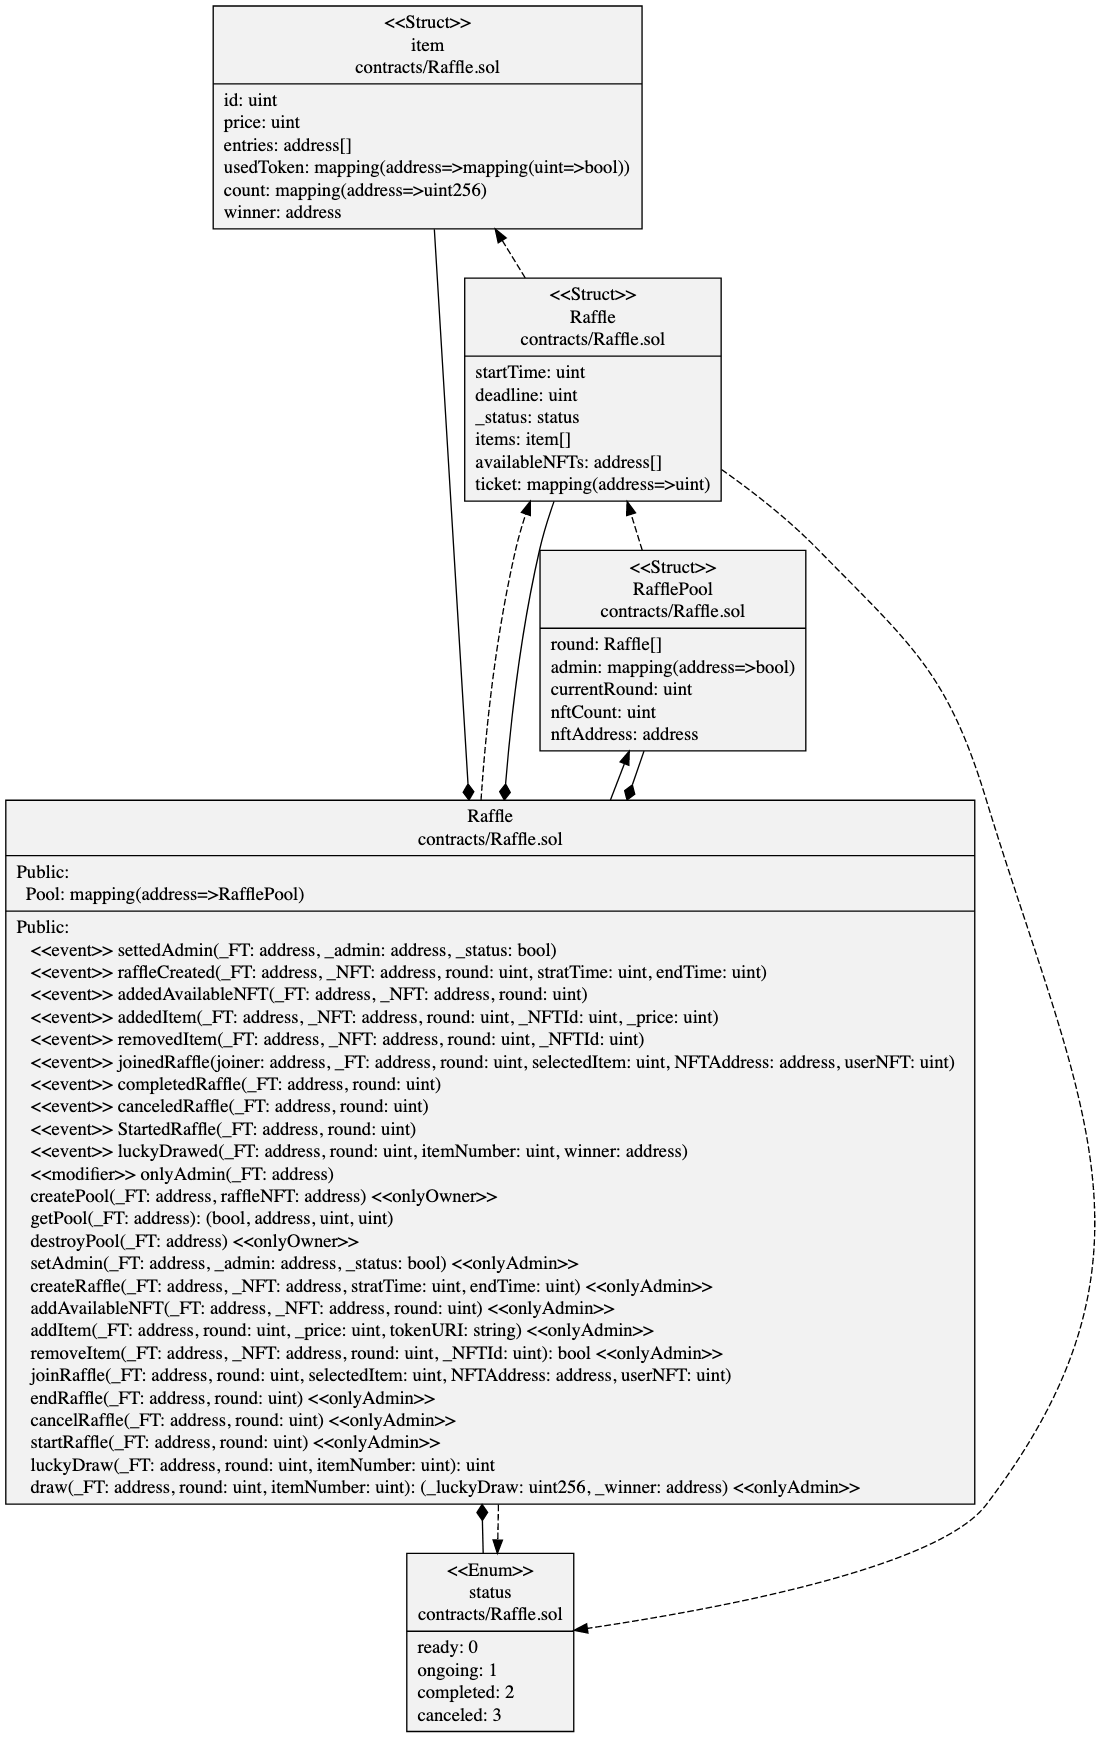 <<Struct>>
item
contracts/Raffle.sol
id: uint
price: uint
entries: address[]
usedToken: mapping(address=>mapping(uint=>bool))
count: mapping(address=>uint256)
winner: address
<<Struct>>
Raffle
contracts/Raffle.sol
startTime: uint
deadline: uint
_status: status
items: item[]
availableNFTs: address[]
ticket: mapping(address=>uint)
<<Struct>>
RafflePool
contracts/Raffle.sol
round: Raffle[]
admin: mapping(address=>bool)
currentRound: uint
nftCount: uint
nftAddress: address
Raffle
contracts/Raffle.sol
Public:
Pool: mapping(address=>RafflePool)
Public:
<<event>> settedAdmin(_FT: address, _admin: address, _status: bool)
<<event>> raffleCreated(_FT: address, _NFT: address, round: uint, stratTime: uint, endTime: uint)
<<event>> addedAvailableNFT(_FT: address, _NFT: address, round: uint)
<<event>> addedItem(_FT: address, _NFT: address, round: uint, _NFTId: uint, _price: uint)
<<event>> removedItem(_FT: address, _NFT: address, round: uint, _NFTId: uint)
<<event>> joinedRaffle(joiner: address, _FT: address, round: uint, selectedItem: uint, NFTAddress: address, userNFT: uint)
<<event>> completedRaffle(_FT: address, round: uint)
<<event>> canceledRaffle(_FT: address, round: uint)
<<event>> StartedRaffle(_FT: address, round: uint)
<<event>> luckyDrawed(_FT: address, round: uint, itemNumber: uint, winner: address)
<<modifier>> onlyAdmin(_FT: address)
createPool(_FT: address, raffleNFT: address) <<onlyOwner>>
getPool(_FT: address): (bool, address, uint, uint)
destroyPool(_FT: address) <<onlyOwner>>
setAdmin(_FT: address, _admin: address, _status: bool) <<onlyAdmin>>
createRaffle(_FT: address, _NFT: address, stratTime: uint, endTime: uint) <<onlyAdmin>>
addAvailableNFT(_FT: address, _NFT: address, round: uint) <<onlyAdmin>>
addItem(_FT: address, round: uint, _price: uint, tokenURI: string) <<onlyAdmin>>
removeItem(_FT: address, _NFT: address, round: uint, _NFTId: uint): bool <<onlyAdmin>>
joinRaffle(_FT: address, round: uint, selectedItem: uint, NFTAddress: address, userNFT: uint)
endRaffle(_FT: address, round: uint) <<onlyAdmin>>
cancelRaffle(_FT: address, round: uint) <<onlyAdmin>>
startRaffle(_FT: address, round: uint) <<onlyAdmin>>
luckyDraw(_FT: address, round: uint, itemNumber: uint): uint
draw(_FT: address, round: uint, itemNumber: uint): (_luckyDraw: uint256, _winner: address) <<onlyAdmin>>
<<Enum>>
status
contracts/Raffle.sol
ready: 0
ongoing: 1
completed: 2
canceled: 3